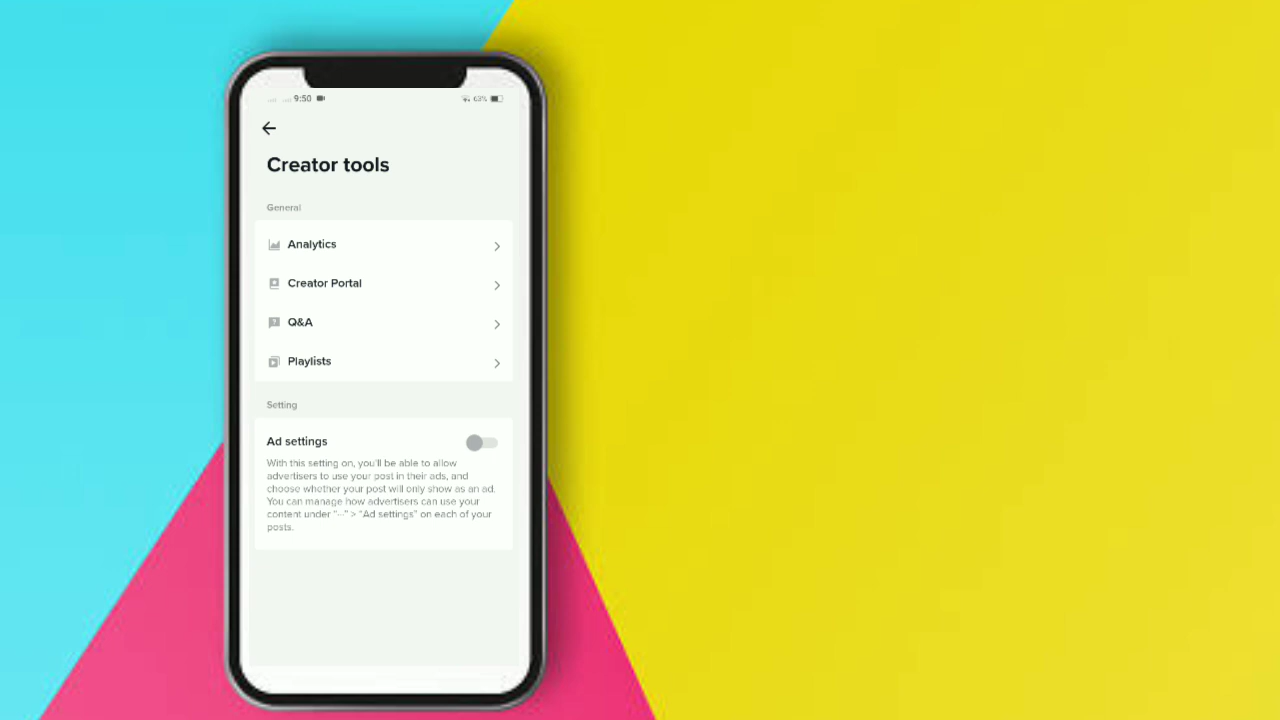 9:50
63%
Creator tools
General
Analytics
Creator Portal
Q&A
Playlists
Setting
Ad settings
With this setting on, you'll be able to allow
advertisers to use your post in their ads, and
choose whether your post will only show as an ad.
You can manage how advertisers can use your
content under "···" > "Ad settings" on each of your
posts.